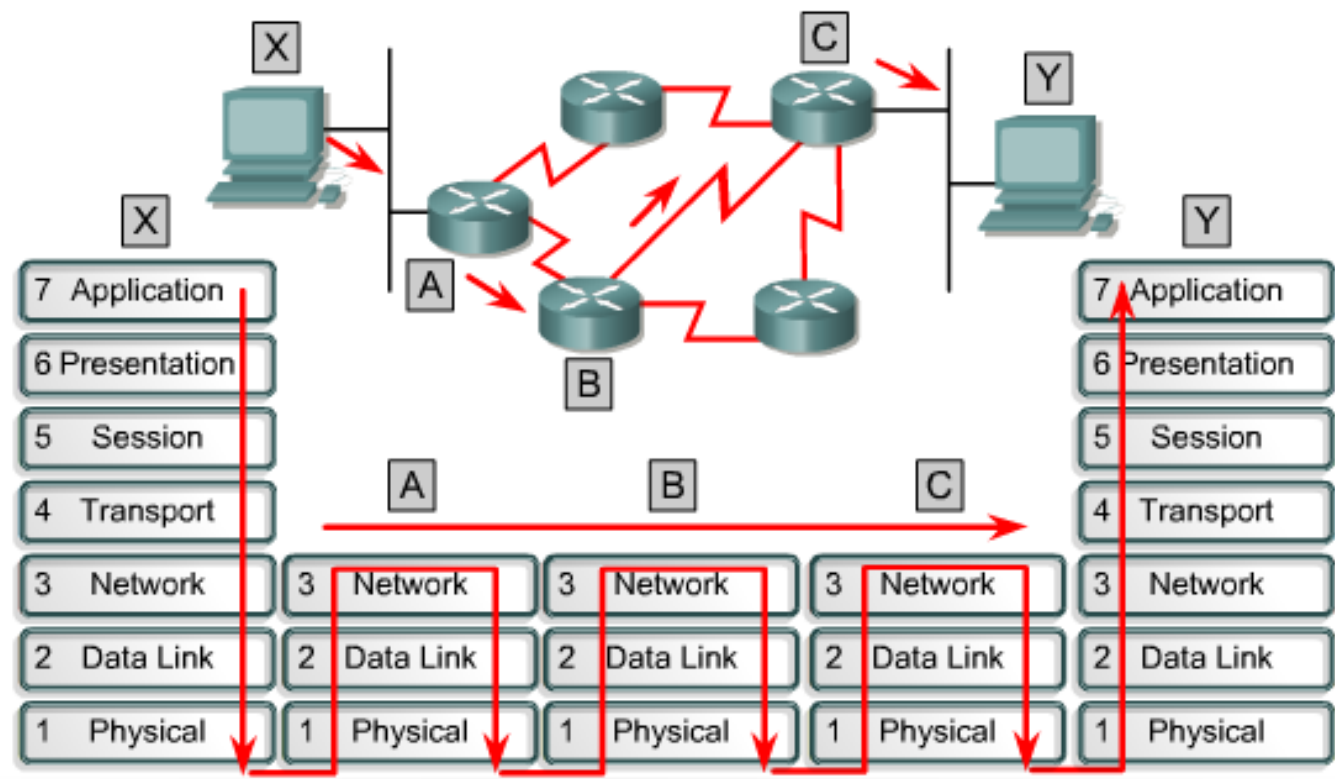 X
C
Y
X
Y
A
B
7 Application
6 Presentation
5 Session
4 Transport
3 Network
2 Data Link
1 Physical
A
B
C
3 Network
2 Data Link
1 Physical
3 Network
2 Data Link
1 Physical
3 Network
2 Data Link
1 Physical
7 Application
6 Presentation
5 Session
4 Transport
3 Network
2 Data Link
1 Physical